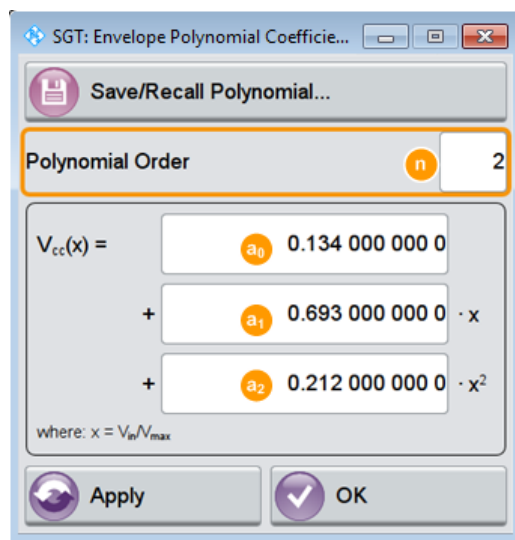 SGT: Envelope Polynomial Coefficie...
Save/Recall Polynomial...
Polynomial Order n 2
Vcc(x) = a0 0.134 000 000 0
+ a1 0.693 000 000 0 · x
+ a2 0.212 000 000 0 · x²
where: x = Vin/Vmax
Apply OK